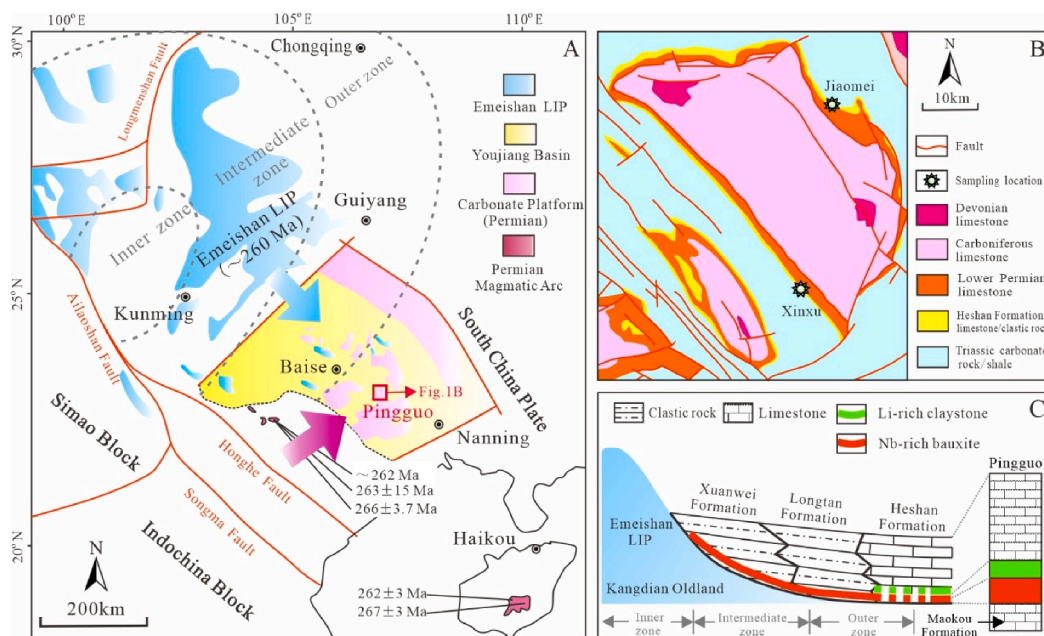 100°E
105°E
110°E
30°N
25°N
20°N
A
Chongqing
Longmenshan Fault
Outer zone
Intermediate
zone
Inner zone
Emeishan LIP
(~260 Ma)
Guiyang
Kunming
Ailaoshan Fault
Baise
Fig.1B
Pingguo
South China Plate
Nanning
Simao Block
Honghe Fault
Songma Fault
Indochina Block
~262 Ma
263±15 Ma
266±3.7 Ma
Haikou
262±3 Ma
267±3 Ma
N
200km
Emeishan LIP
Youjiang Basin
Carbonate Platform
(Permian)
Permian
Magmatic Arc
B
Jiaomei
Xinxu
N
10km
Fault
Sampling location
Devonian
limestone
Carboniferous
limestone
Lower Permian
limestone
Heshan Formation
limestone/clastic rock
Triassic carbonate
rock/shale
C
Clastic rock
Limestone
Li-rich claystone
Nb-rich bauxite
Pingguo
Xuanwei
Formation
Longtan
Formation
Heshan
Formation
Emeishan
LIP
Kangdian Oldland
Inner
zone
Intermediate
zone
Outer
zone
Maokou
Formation